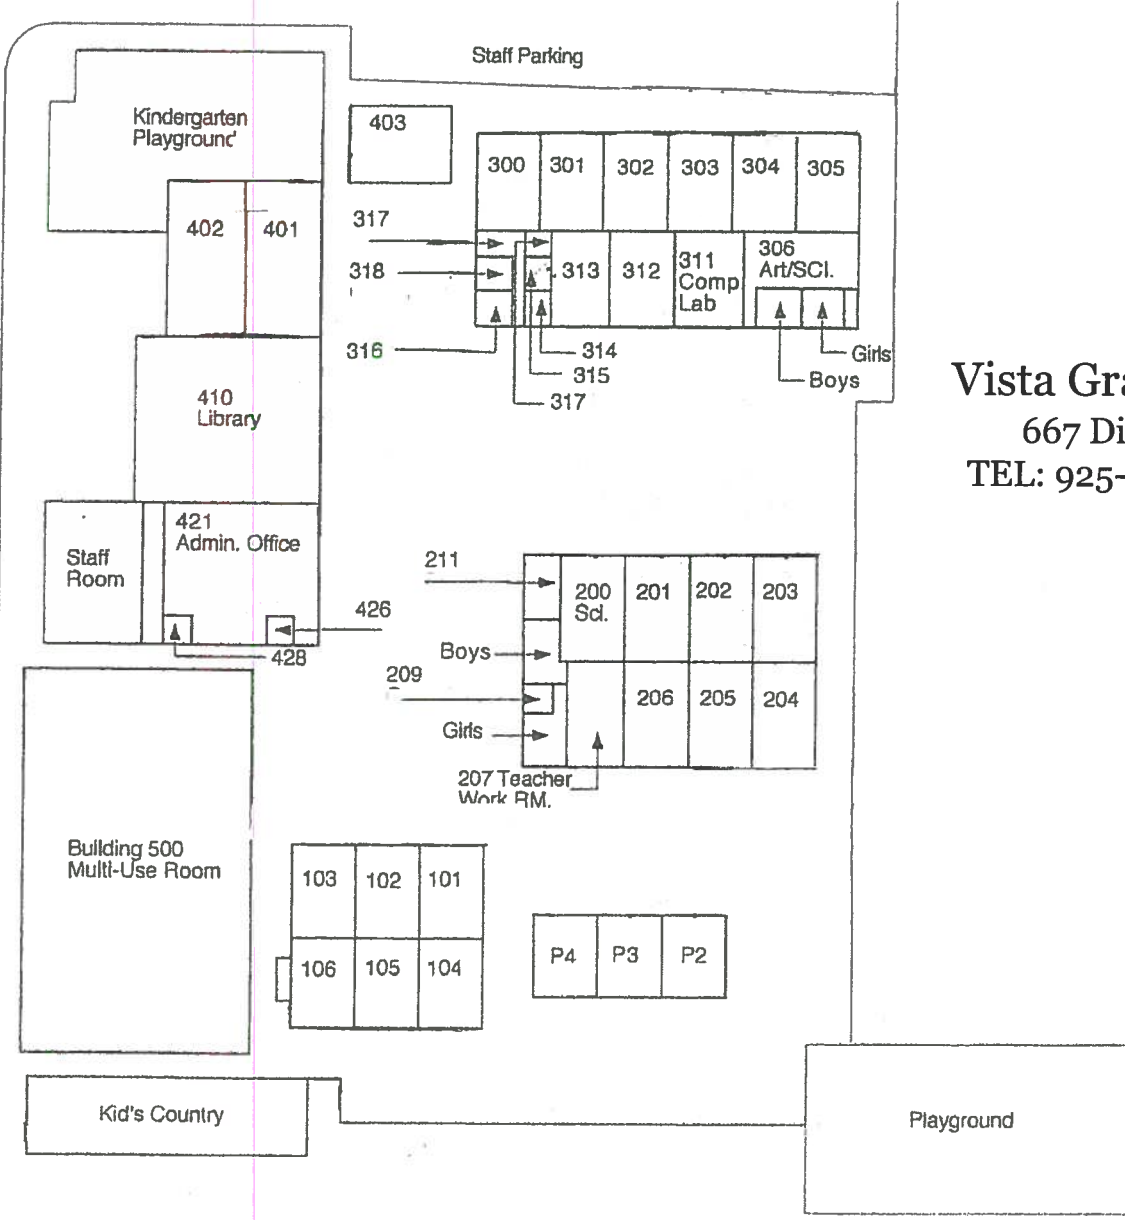 Staff Parking
Kindergarten
Playground
403
300
301
302
303
304
305
402
401
317
318
316
313
312
311
Comp
Lab
306
Art/SCI.
314
315
317
Girls
Boys
410
Library
421
Admin. Office
Staff
Room
426
428
211
Boys
209
Girls
200
Sci.
201
202
203
206
205
204
207 Teacher
Work RM.
Building 500
Multi-Use Room
103
102
101
106
105
104
P4
P3
P2
Kid's Country
Playground
Vista Gra
667 Di
TEL: 925-